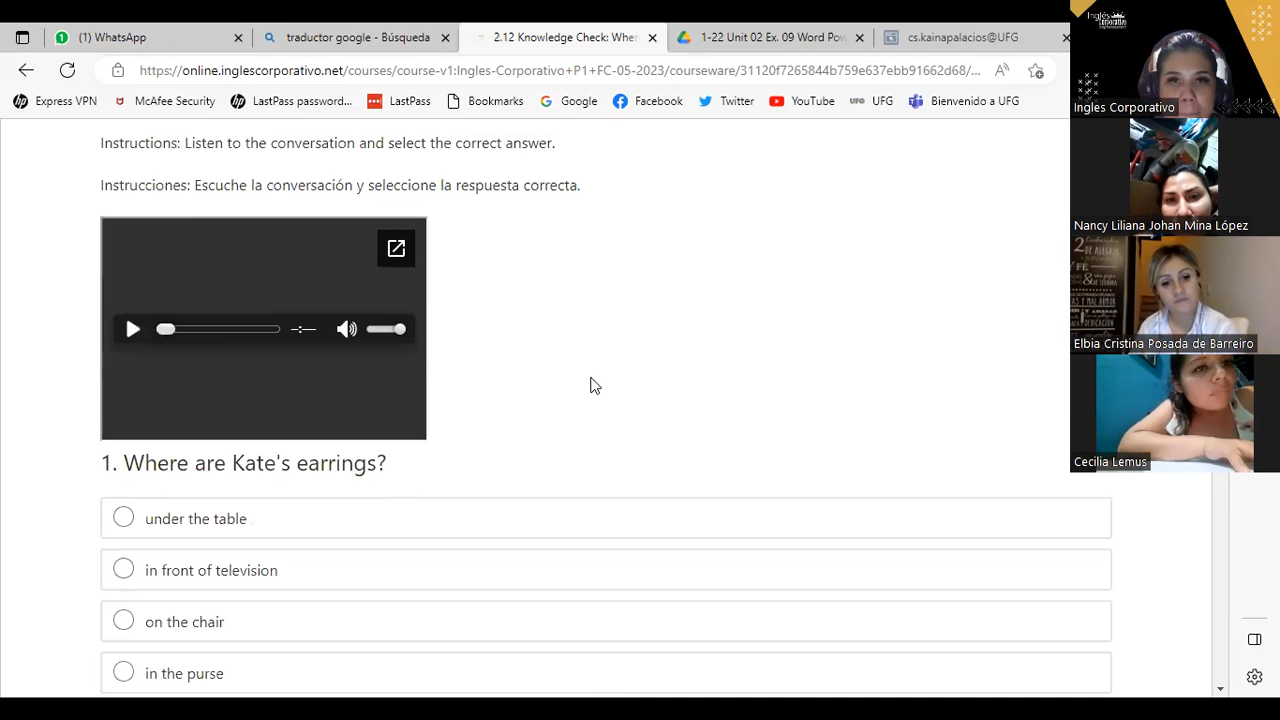 (1) WhatsApp
traductor google - Búsqued
2.12 Knowledge Check: Wher
1-22 Unit 02 Ex. 09 Word Pow
cs.kainapalacios@UFG
https://online.inglescorporativo.net/courses/course-v1:Ingles-Corporativo+P1+FC-05-2023/courseware/31120f7265844b759e637ebb91662d68/...
Express VPN
McAfee Security
LastPass password...
LastPass
Bookmarks
Google
Facebook
Twitter
YouTube
UFG
Bienvenido a UFG
Instructions: Listen to the conversation and select the correct answer.
Instrucciones: Escuche la conversación y seleccione la respuesta correcta.
1. Where are Kate's earrings?
under the table
in front of television
on the chair
in the purse
Inglés
Corporativo
Ingles Corporativo
Nancy Liliana Johan Mina López
Elbia Cristina Posada de Barreiro
Cecilia Lemus